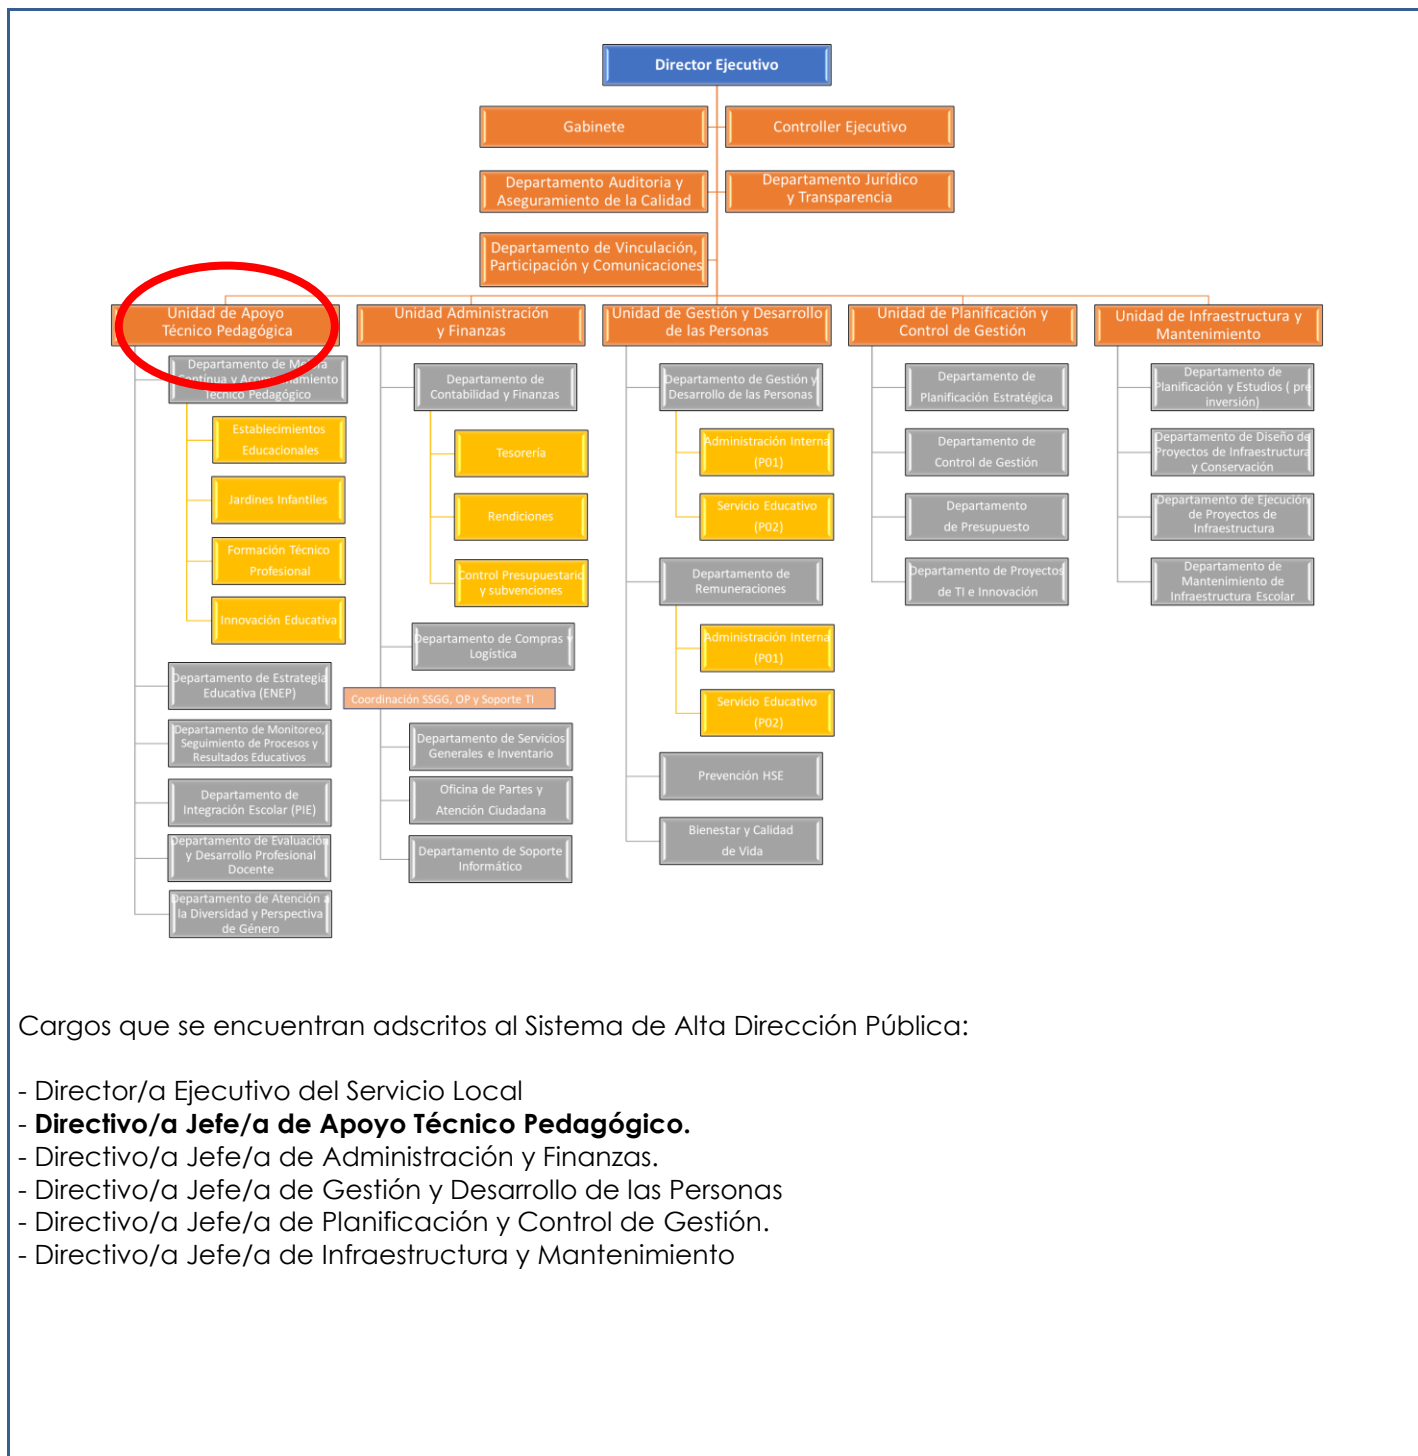 Director Ejecutivo
Gabinete
Controller Ejecutivo
Departamento Auditoria y
Aseguramiento de la Calidad
Departamento Jurídico
y Transparencia
Departamento de Vinculación,
Participación y Comunicaciones
Unidad de Apoyo
Técnico Pedagógica
Unidad Administración
y Finanzas
Unidad de Gestión y Desarrollo
de las Personas
Unidad de Planificación y
Control de Gestión
Unidad de Infraestructura y
Mantenimiento
Departamento de Mejora
Contínua y Acompañamiento
Técnico Pedagógico
Establecimientos
Educacionales
Jardines Infantiles
Formación Técnico
Profesional
Innovación Educativa
Departamento de Estrategia
Educativa (ENEP)
Departamento de Monitoreo,
Seguimiento de Procesos y
Resultados Educativos
Departamento de
Integración Escolar (PIE)
Departamento de Evaluación
y Desarrollo Profesional
Docente
Departamento de Atención a
la Diversidad y Perspectiva
de Género
Departamento de
Contabilidad y Finanzas
Tesorería
Rendiciones
Control Presupuestario
y subvenciones
Departamento de Compras y
Logística
Coordinación SSGG, OP y Soporte TI
Departamento de Servicios
Generales e Inventario
Oficina de Partes y
Atención Ciudadana
Departamento de Soporte
Informático
Departamento de Gestión y
Desarrollo de las Personas
Administración Interna
(P01)
Servicio Educativo
(P02)
Departamento de
Remuneraciones
Administración Interna
(P01)
Servicio Educativo
(P02)
Prevención HSE
Bienestar y Calidad
de Vida
Departamento de
Planificación Estratégica
Departamento de
Control de Gestión
Departamento
de Presupuesto
Departamento de Proyectos
de TI e Innovación
Departamento de
Planificación y Estudios ( pre
inversión)
Departamento de Diseño de
Proyectos de Infraestructura
y Conservación
Departamento de Ejecución
de Proyectos de
Infraestructura
Departamento de
Mantenimiento de
Infraestructura Escolar
Cargos que se encuentran adscritos al Sistema de Alta Dirección Pública:
- Director/a Ejecutivo del Servicio Local
- Directivo/a Jefe/a de Apoyo Técnico Pedagógico.
- Directivo/a Jefe/a de Administración y Finanzas.
- Directivo/a Jefe/a de Gestión y Desarrollo de las Personas
- Directivo/a Jefe/a de Planificación y Control de Gestión.
- Directivo/a Jefe/a de Infraestructura y Mantenimiento